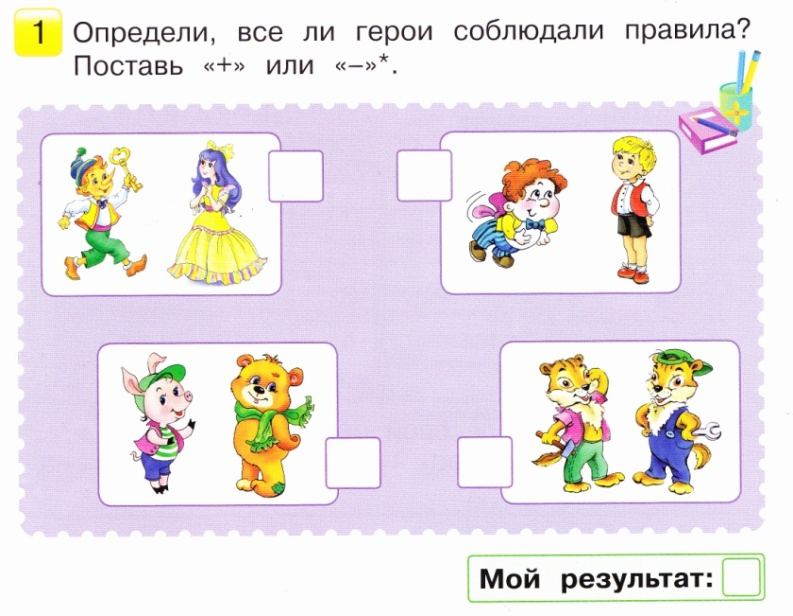 1
Определи, все ли герои соблюдали правила?
Поставь «+» или «–»*.
Мой результат: